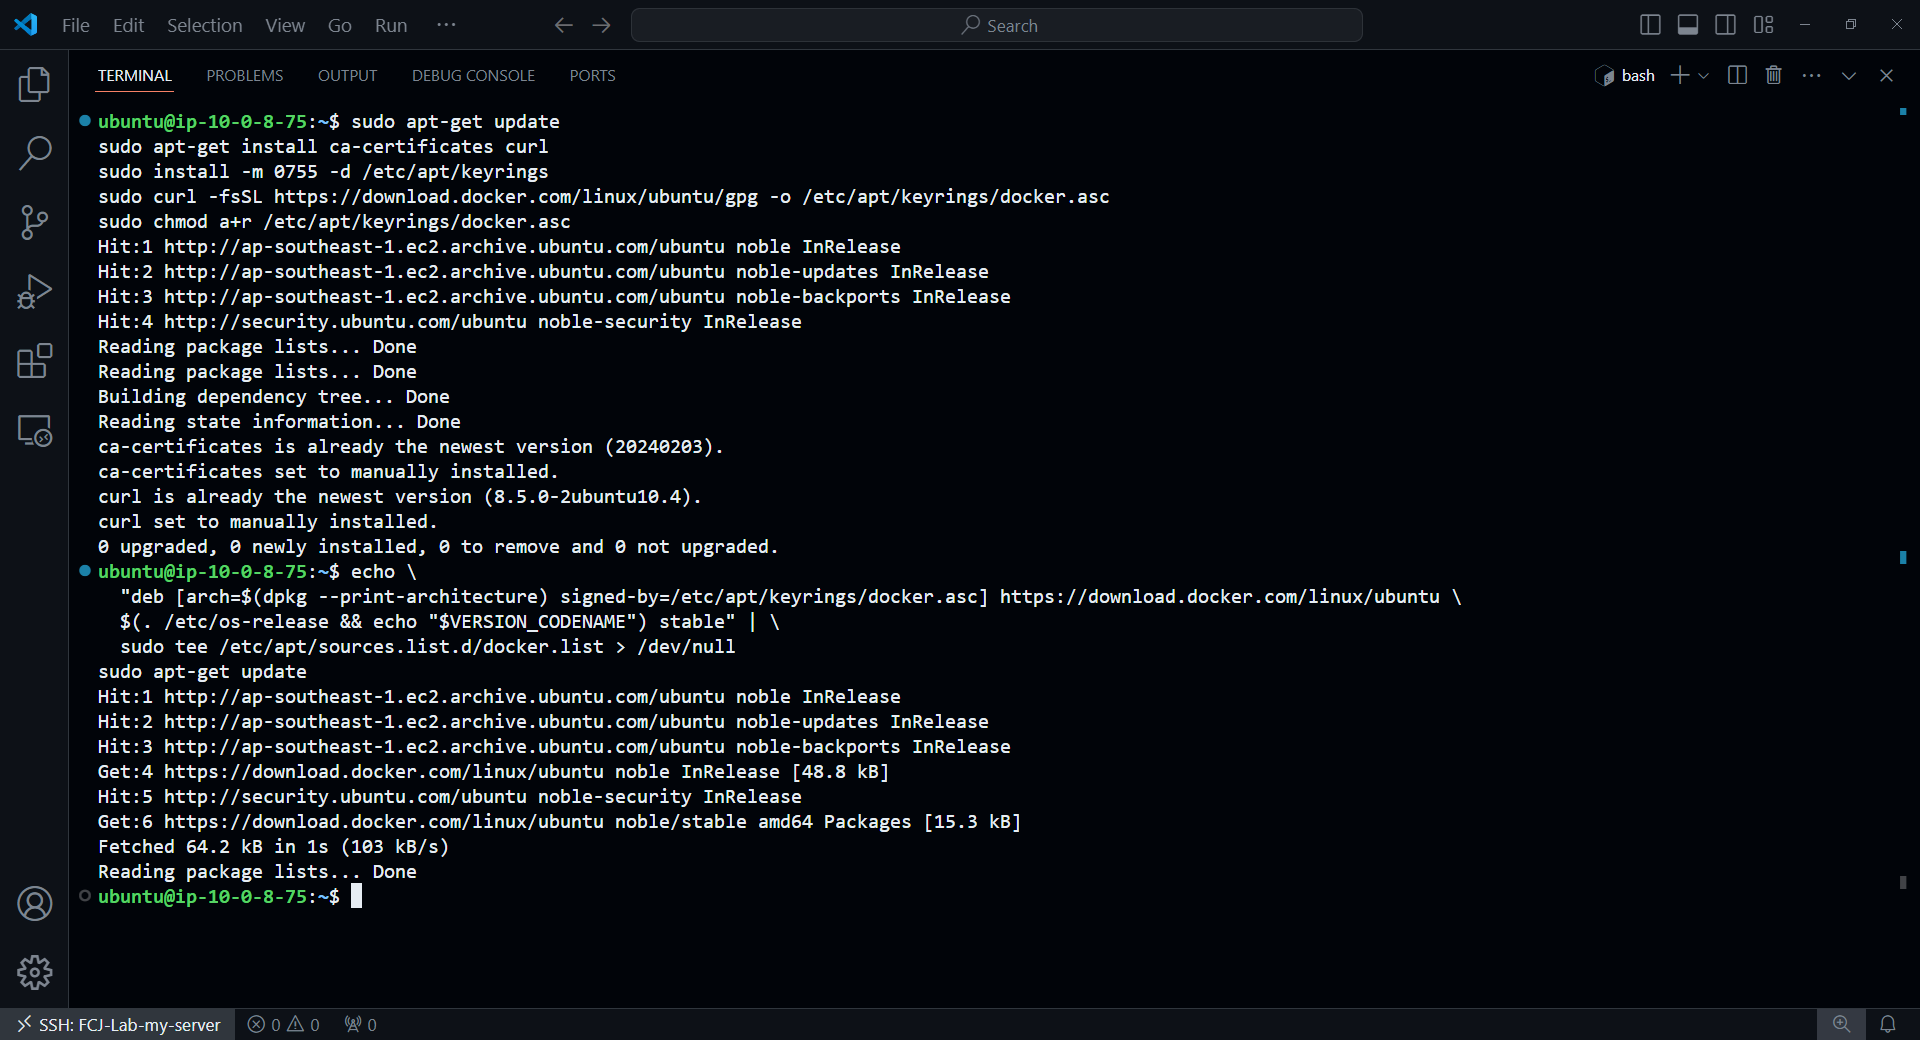 File Edit Selection View Go Run ···
Search
TERMINAL PROBLEMS OUTPUT DEBUG CONSOLE PORTS
bash
ubuntu@ip-10-0-8-75:~$ sudo apt-get update
sudo apt-get install ca-certificates curl
sudo install -m 0755 -d /etc/apt/keyrings
sudo curl -fsSL https://download.docker.com/linux/ubuntu/gpg -o /etc/apt/keyrings/docker.asc
sudo chmod a+r /etc/apt/keyrings/docker.asc
Hit:1 http://ap-southeast-1.ec2.archive.ubuntu.com/ubuntu noble InRelease
Hit:2 http://ap-southeast-1.ec2.archive.ubuntu.com/ubuntu noble-updates InRelease
Hit:3 http://ap-southeast-1.ec2.archive.ubuntu.com/ubuntu noble-backports InRelease
Hit:4 http://security.ubuntu.com/ubuntu noble-security InRelease
Reading package lists... Done
Reading package lists... Done
Building dependency tree... Done
Reading state information... Done
ca-certificates is already the newest version (20240203).
ca-certificates set to manually installed.
curl is already the newest version (8.5.0-2ubuntu10.4).
curl set to manually installed.
0 upgraded, 0 newly installed, 0 to remove and 0 not upgraded.
ubuntu@ip-10-0-8-75:~$ echo \
  "deb [arch=$(dpkg --print-architecture) signed-by=/etc/apt/keyrings/docker.asc] https://download.docker.com/linux/ubuntu \
  $(. /etc/os-release && echo "$VERSION_CODENAME") stable" | \
  sudo tee /etc/apt/sources.list.d/docker.list > /dev/null
sudo apt-get update
Hit:1 http://ap-southeast-1.ec2.archive.ubuntu.com/ubuntu noble InRelease
Hit:2 http://ap-southeast-1.ec2.archive.ubuntu.com/ubuntu noble-updates InRelease
Hit:3 http://ap-southeast-1.ec2.archive.ubuntu.com/ubuntu noble-backports InRelease
Get:4 https://download.docker.com/linux/ubuntu noble InRelease [48.8 kB]
Hit:5 http://security.ubuntu.com/ubuntu noble-security InRelease
Get:6 https://download.docker.com/linux/ubuntu noble/stable amd64 Packages [15.3 kB]
Fetched 64.2 kB in 1s (103 kB/s)
Reading package lists... Done
ubuntu@ip-10-0-8-75:~$
SSH: FCJ-Lab-my-server 0 0 0